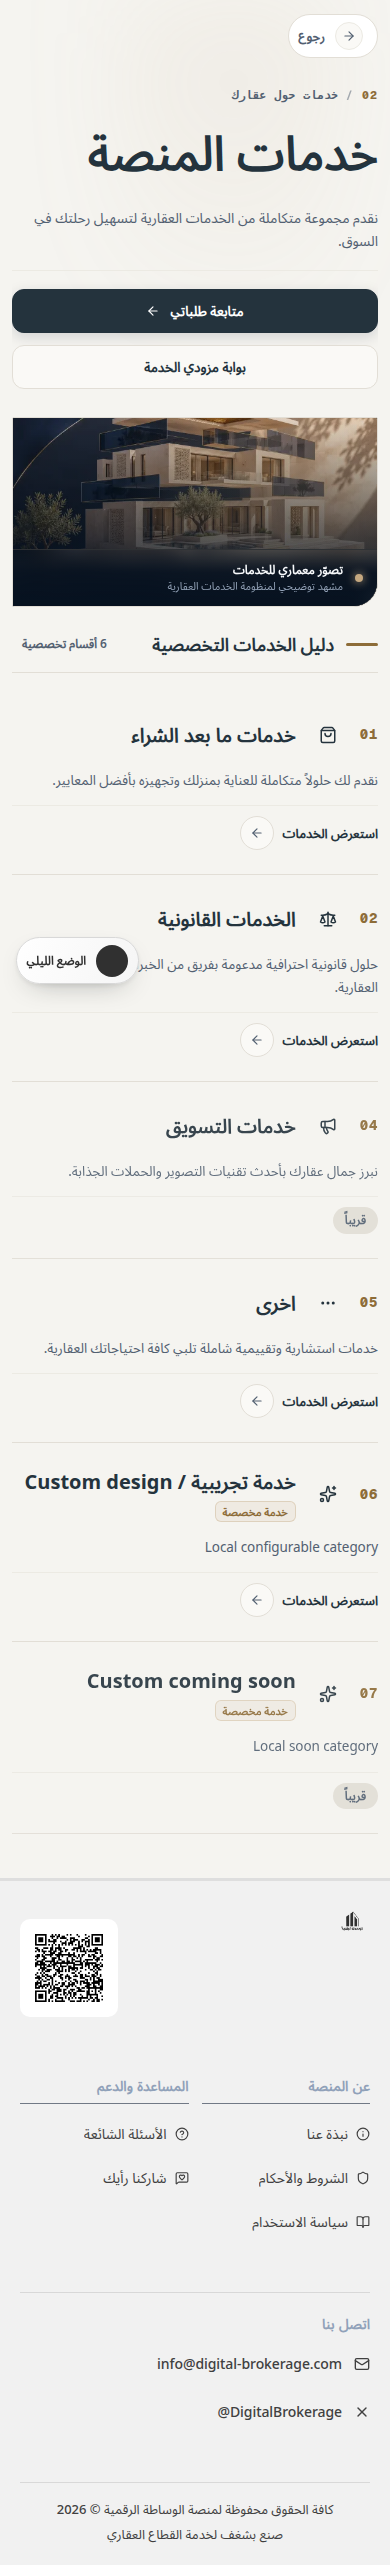 رجوع
02 / خدمات حول عقارك
خدمات المنصة
نقدم مجموعة متكاملة من الخدمات العقارية لتسهيل رحلتك في
السوق.
متابعة طلباتي
بوابة مزودي الخدمة
تصوّر معماري للخدمات
مشهد توضيحي لمنظومة الخدمات العقارية
دليل الخدمات التخصصية
6 أقسام تخصصية
01
خدمات ما بعد الشراء
نقدم لك حلولاً متكاملة للعناية بمنزلك وتجهيزه بأفضل المعايير.
استعرض الخدمات
02
الخدمات القانونية
حلول قانونية احترافية مدعومة بفريق من
العقارية.
الوضع الليلي
استعرض الخدمات
04
خدمات التسويق
نبرز جمال عقارك بأحدث تقنيات التصوير والحملات الجذابة.
قريباً
05
اخرى
خدمات استشارية وتقييمية شاملة تلبي كافة احتياجاتك العقارية.
استعرض الخدمات
06
خدمة تجريبية / Custom design
خدمة مخصصة
Local configurable category
استعرض الخدمات
07
Custom coming soon
خدمة مخصصة
Local soon category
قريباً
عن المنصة
نبذة عنا
الشروط والأحكام
سياسة الاستخدام
المساعدة والدعم
الأسئلة الشائعة
شاركنا رأيك
اتصل بنا
info@digital-brokerage.com
@DigitalBrokerage
كافة الحقوق محفوظة لمنصة الوساطة الرقمية © 2026
صنع بشغف لخدمة القطاع العقاري